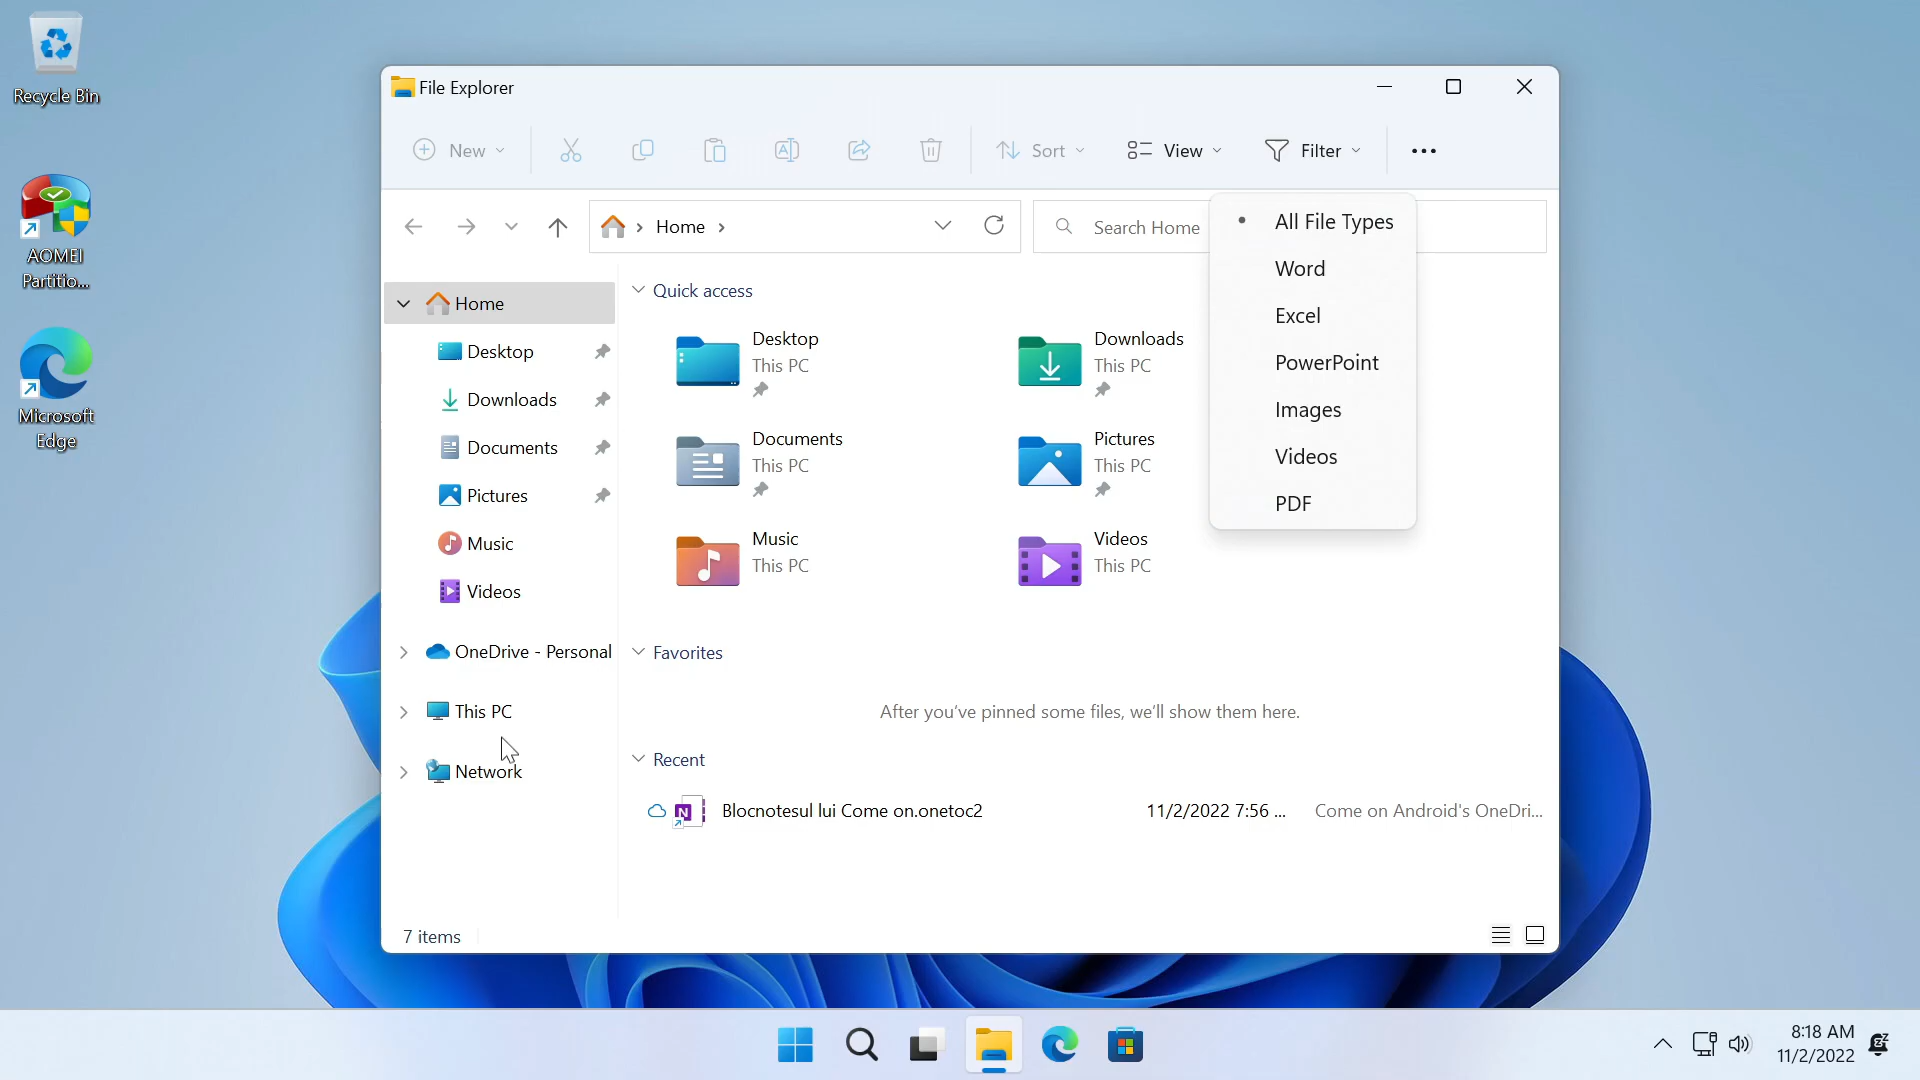 Recycle Bin
AOMEI
Partitio...
Microsoft
Edge
File Explorer
New
Sort
View
Filter
Home
Search Home
All File Types
Word
Excel
PowerPoint
Images
Videos
PDF
Home
Desktop
Downloads
Documents
Pictures
Music
Videos
OneDrive - Personal
This PC
Network
Quick access
Desktop
This PC
Downloads
This PC
Documents
This PC
Pictures
This PC
Music
This PC
Videos
This PC
Favorites
After you've pinned some files, we'll show them here.
Recent
N Blocnotesul lui Come on.onetoc2 11/2/2022 7:56 ... Come on Android's OneDri...
7 items
8:18 AM
11/2/2022